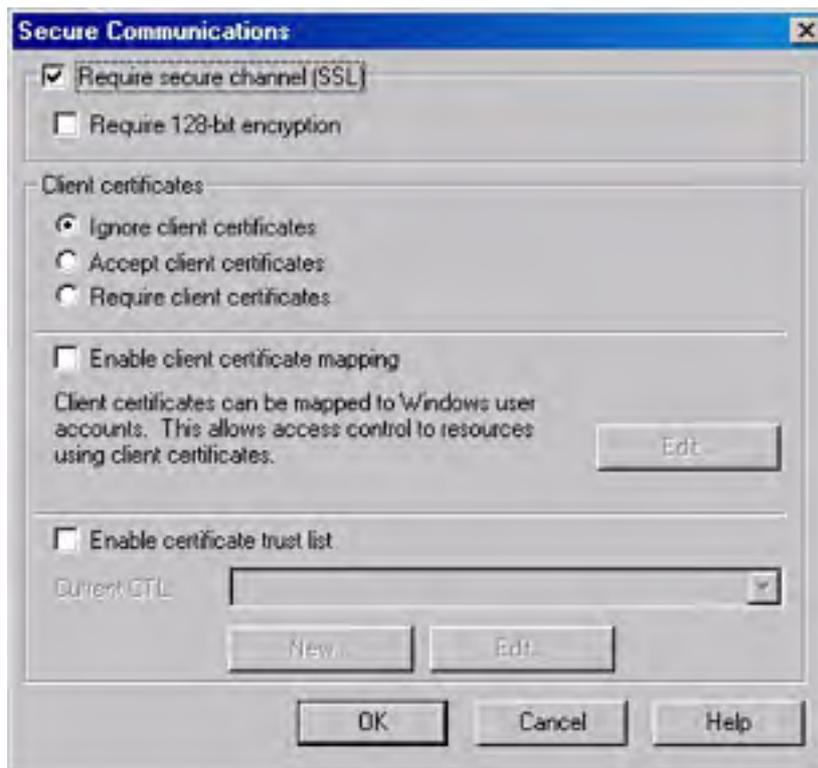 Secure Communications
Require secure channel (SSL)
Require 128-bit encryption
Client certificates
Ignore client certificates
Accept client certificates
Require client certificates
Enable client certificate mapping
Client certificates can be mapped to Windows user
accounts. This allows access control to resources
using client certificates.
Edit...
Enable certificate trust list
Current CTL:
New...
Edit...
OK
Cancel
Help